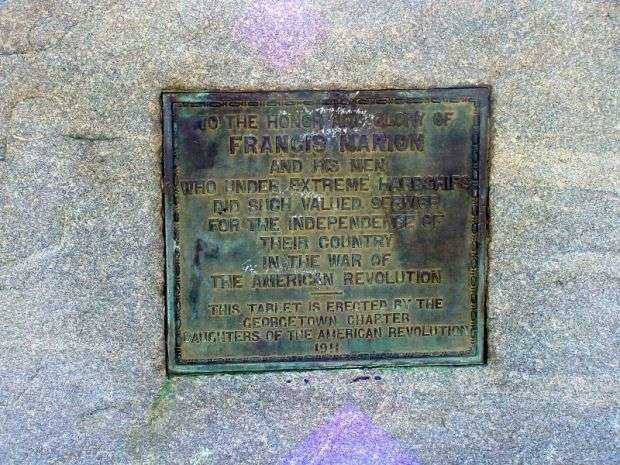 TO THE HONOR AND GLORY OF
FRANCIS MARION
AND HIS MEN
WHO UNDER EXTREME HARDSHIPS
DID SUCH VALUED SERVICE
FOR THE INDEPENDENCE OF
THEIR COUNTRY
IN THE WAR OF
THE AMERICAN REVOLUTION
THIS TABLET IS ERECTED BY THE
GEORGETOWN CHAPTER
DAUGHTERS OF THE AMERICAN REVOLUTION
1911